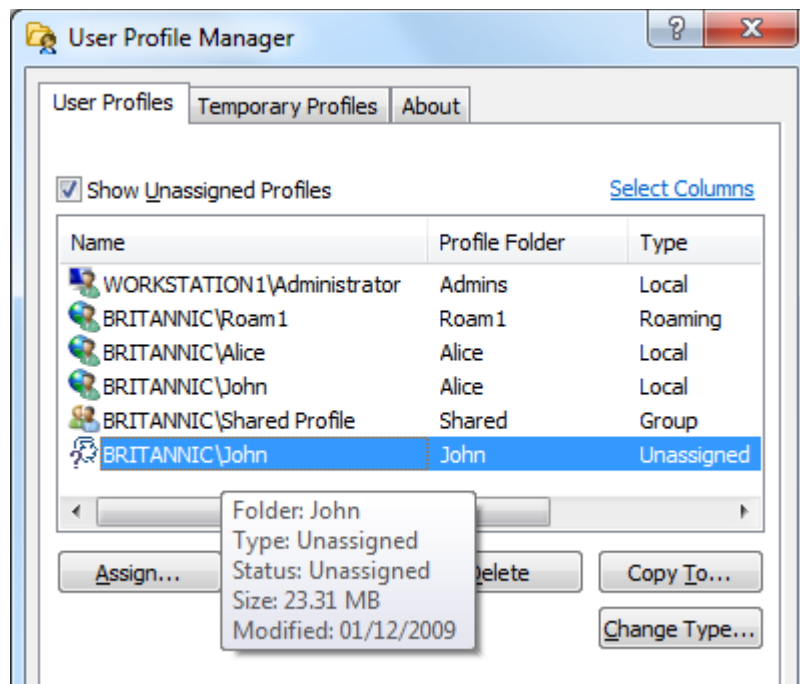 User Profile Manager
User Profiles Temporary Profiles About
Show Unassigned Profiles Select Columns
Name Profile Folder Type
WORKSTATION1\Administrator Admins Local
BRITANNIC\Roam1 Roam1 Roaming
BRITANNIC\Alice Alice Local
BRITANNIC\John Alice Local
BRITANNIC\Shared Profile Shared Group
BRITANNIC\John John Unassigned
Folder: John
Type: Unassigned
Status: Unassigned
Size: 23.31 MB
Modified: 01/12/2009
Assign... elete Copy To...
Change Type...